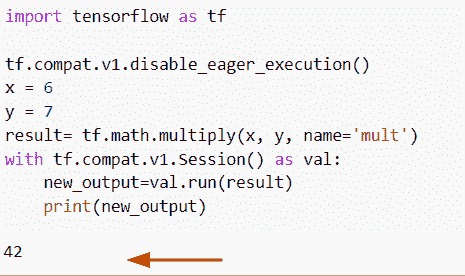 import tensorflow as tf
tf.compat.v1.disable_eager_execution()
x = 6
y = 7
result= tf.math.multiply(x, y, name='mult')
with tf.compat.v1.Session() as val:
    new_output=val.run(result)
    print(new_output)
42